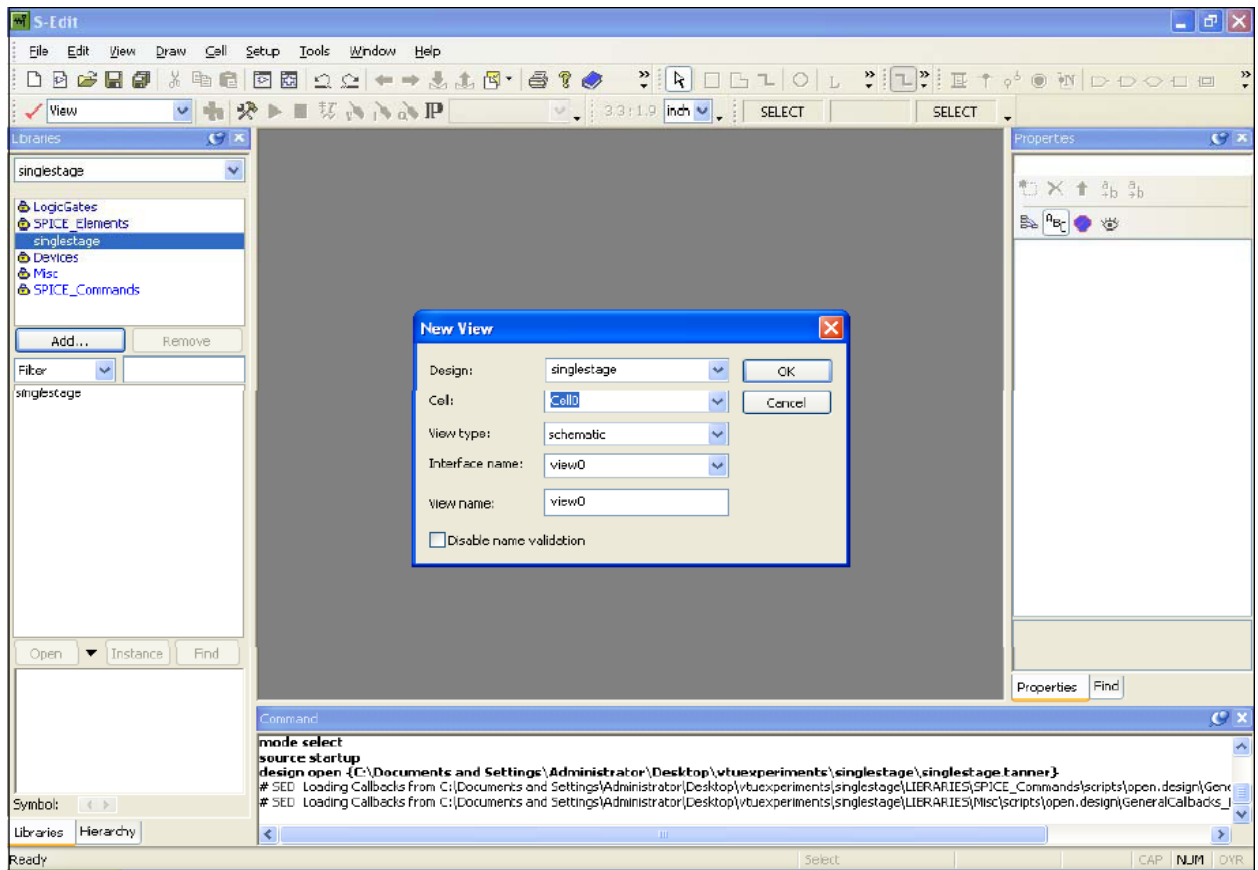 S-Edit
File Edit View Draw Cell Setup Tools Window Help
View 3.3:1.9 inch SELECT SELECT
Libraries
singlestage
LogicGates
SPICE_Elements
singlestage
Devices
Misc
SPICE_Commands
Add... Remove
Filter
singlestage
Open Instance Find
Symbol:
Libraries Hierarchy
New View
Design: singlestage OK
Cell: Cell0 Cancel
View type: schematic
Interface name: view0
View name: view0
Disable name validation
Properties
Properties Find
Command
mode select
source startup
design open {C:\Documents and Settings\Administrator\Desktop\vtuexperiments\singlestage\singlestage.tanner}
# SED Loading Callbacks from C:\Documents and Settings\Administrator\Desktop\vtuexperiments\singlestage\LIBRARIES\SPICE_Commands\scripts\open.design\Gene
# SED Loading Callbacks from C:\Documents and Settings\Administrator\Desktop\vtuexperiments\singlestage\LIBRARIES\Misc\scripts\open.design\GeneralCalbacks_
Ready Select CAP NUM OVR